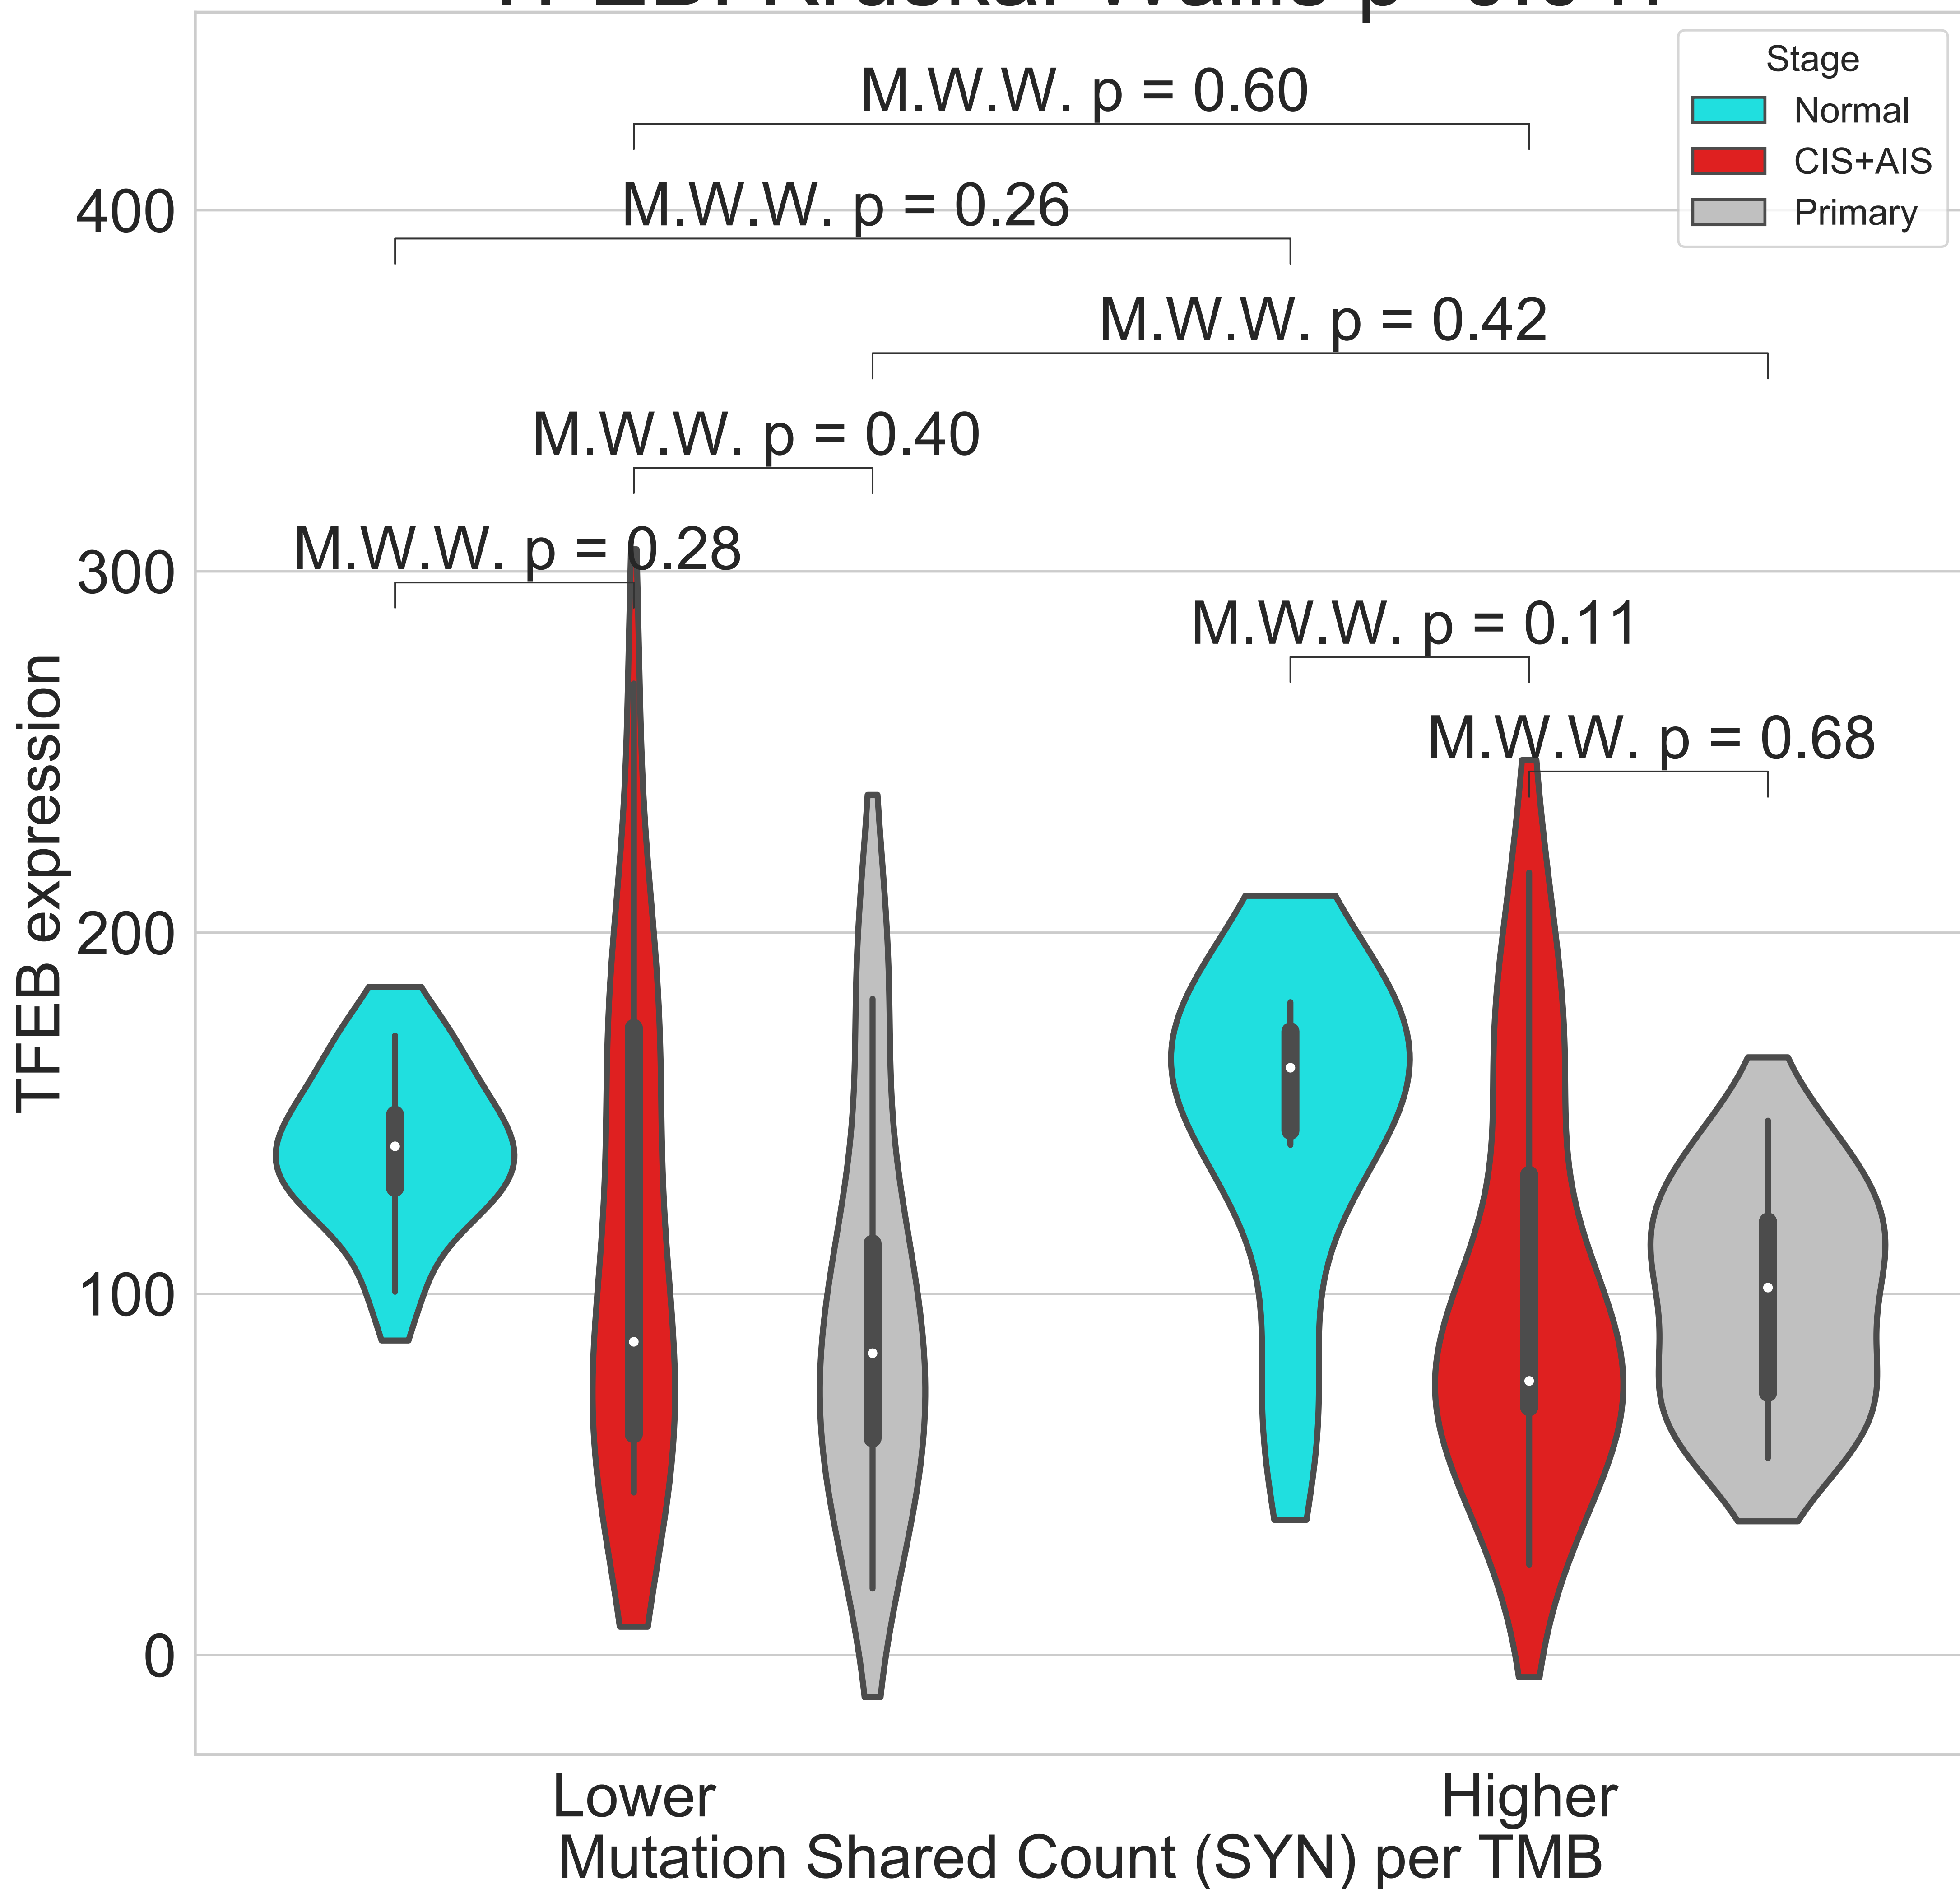 Stage
Normal
CIS+AIS
Primary
M.W.W. p = 0.60
M.W.W. p = 0.26
M.W.W. p = 0.42
M.W.W. p = 0.40
M.W.W. p = 0.28
M.W.W. p = 0.11
M.W.W. p = 0.68
400
300
200
100
0
TFEB expression
Lower
Higher
Mutation Shared Count (SYN) per TMB